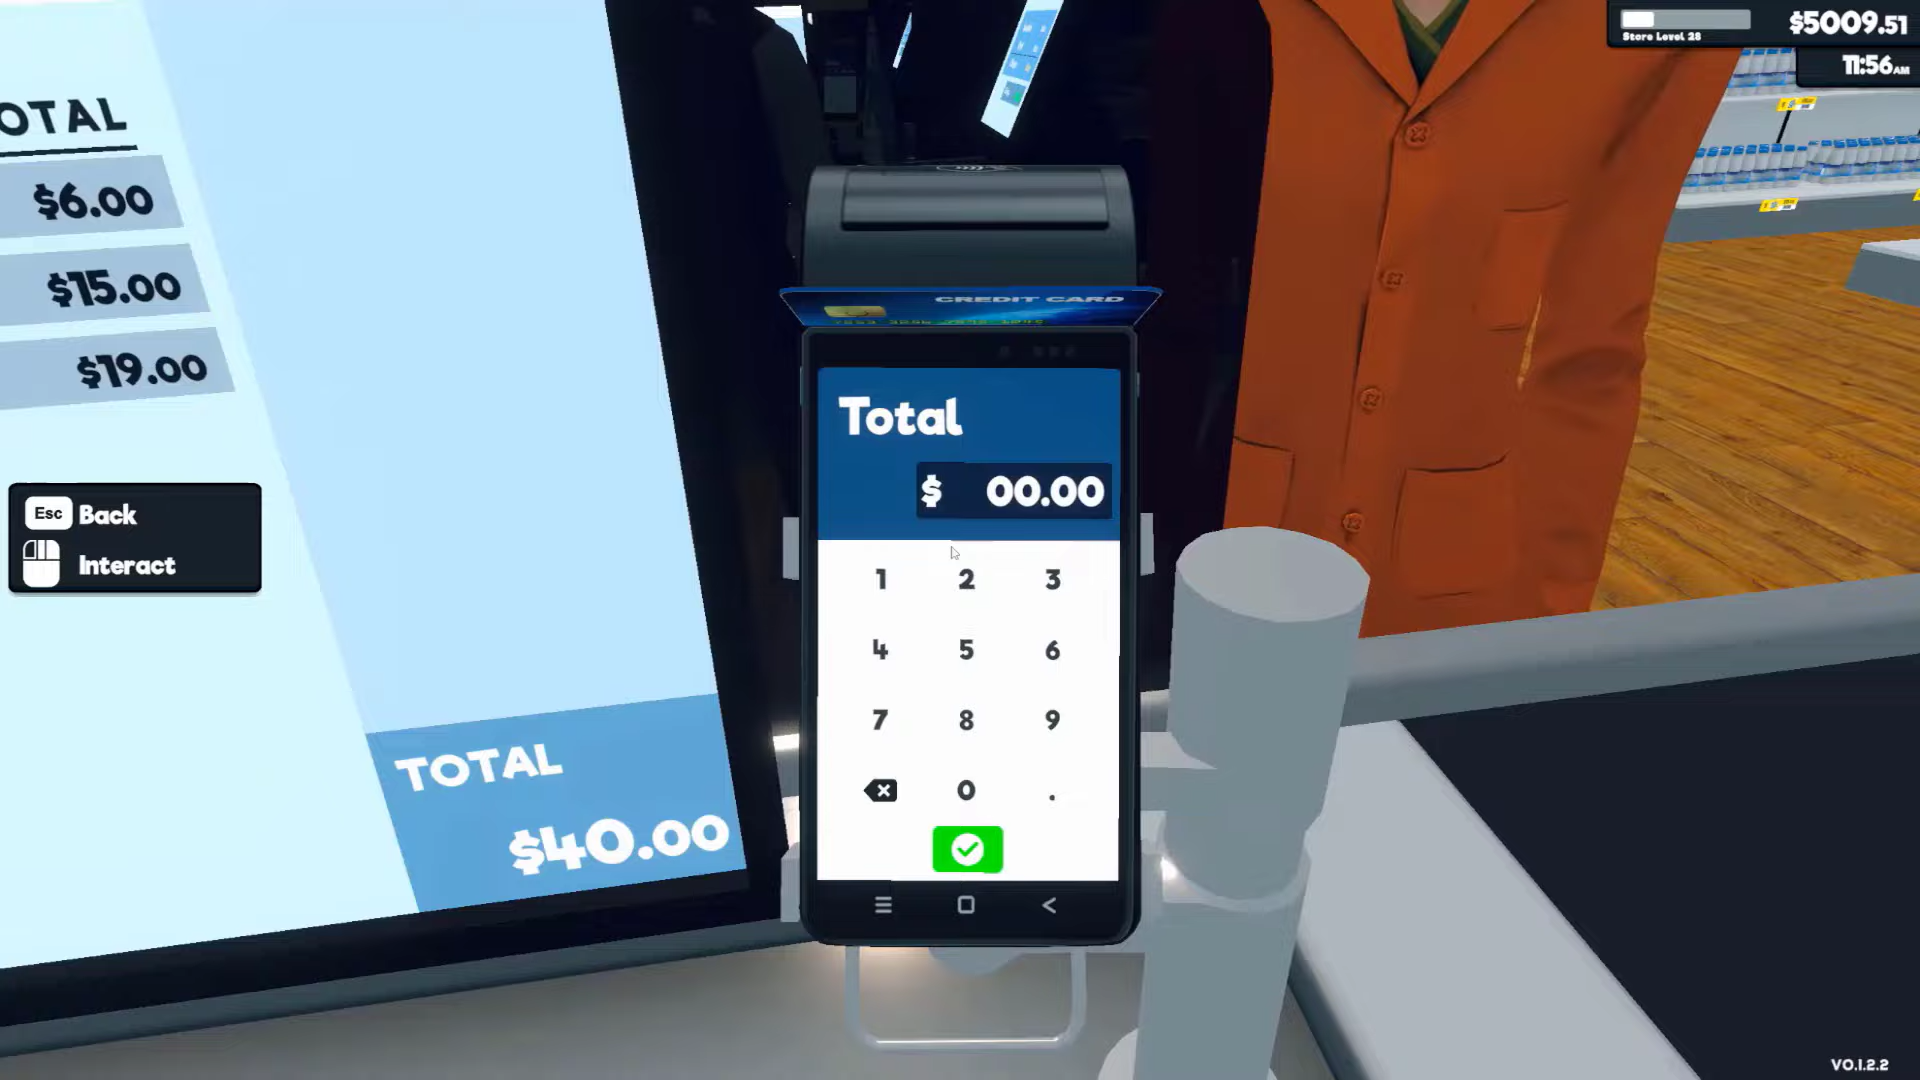 OTAL
$6.00
$15.00
$19.00
Esc Back
Interact
TOTAL
$40.00
CREDIT CARD
Total
$ 00.00
1 2 3
4 5 6
7 8 9
0 .
Store Level 28
$5009.51
11:56AM
V0.1.2.2